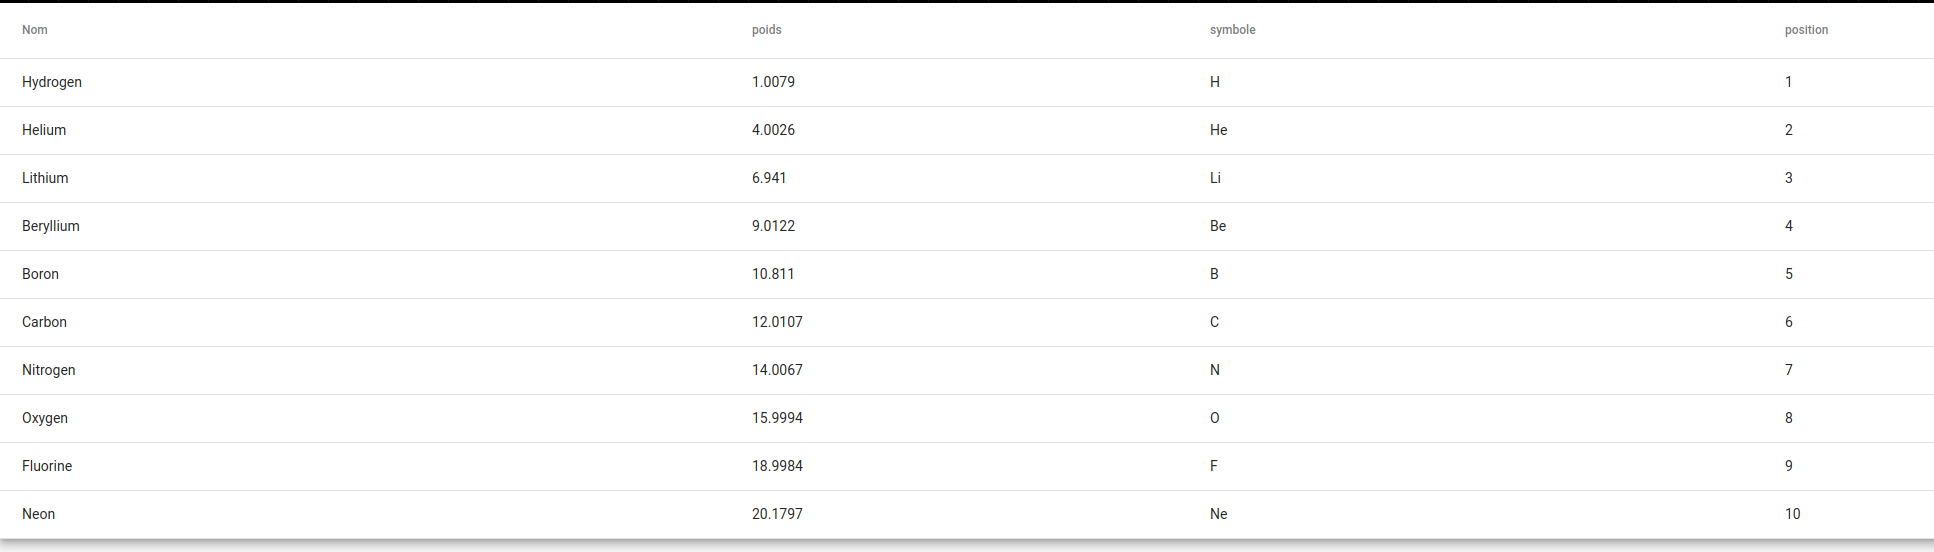 Nom poids symbole position
Hydrogen 1.0079 H 1
Helium 4.0026 He 2
Lithium 6.941 Li 3
Beryllium 9.0122 Be 4
Boron 10.811 B 5
Carbon 12.0107 C 6
Nitrogen 14.0067 N 7
Oxygen 15.9994 O 8
Fluorine 18.9984 F 9
Neon 20.1797 Ne 10